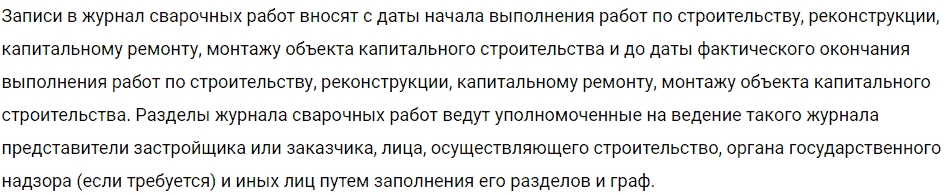 Записи в журнал сварочных работ вносят с даты начала выполнения работ по строительству, реконструкции,
капитальному ремонту, монтажу объекта капитального строительства и до даты фактического окончания
выполнения работ по строительству, реконструкции, капитальному ремонту, монтажу объекта капитального
строительства. Разделы журнала сварочных работ ведут уполномоченные на ведение такого журнала
представители застройщика или заказчика, лица, осуществляющего строительство, органа государственного
надзора (если требуется) и иных лиц путем заполнения его разделов и граф.